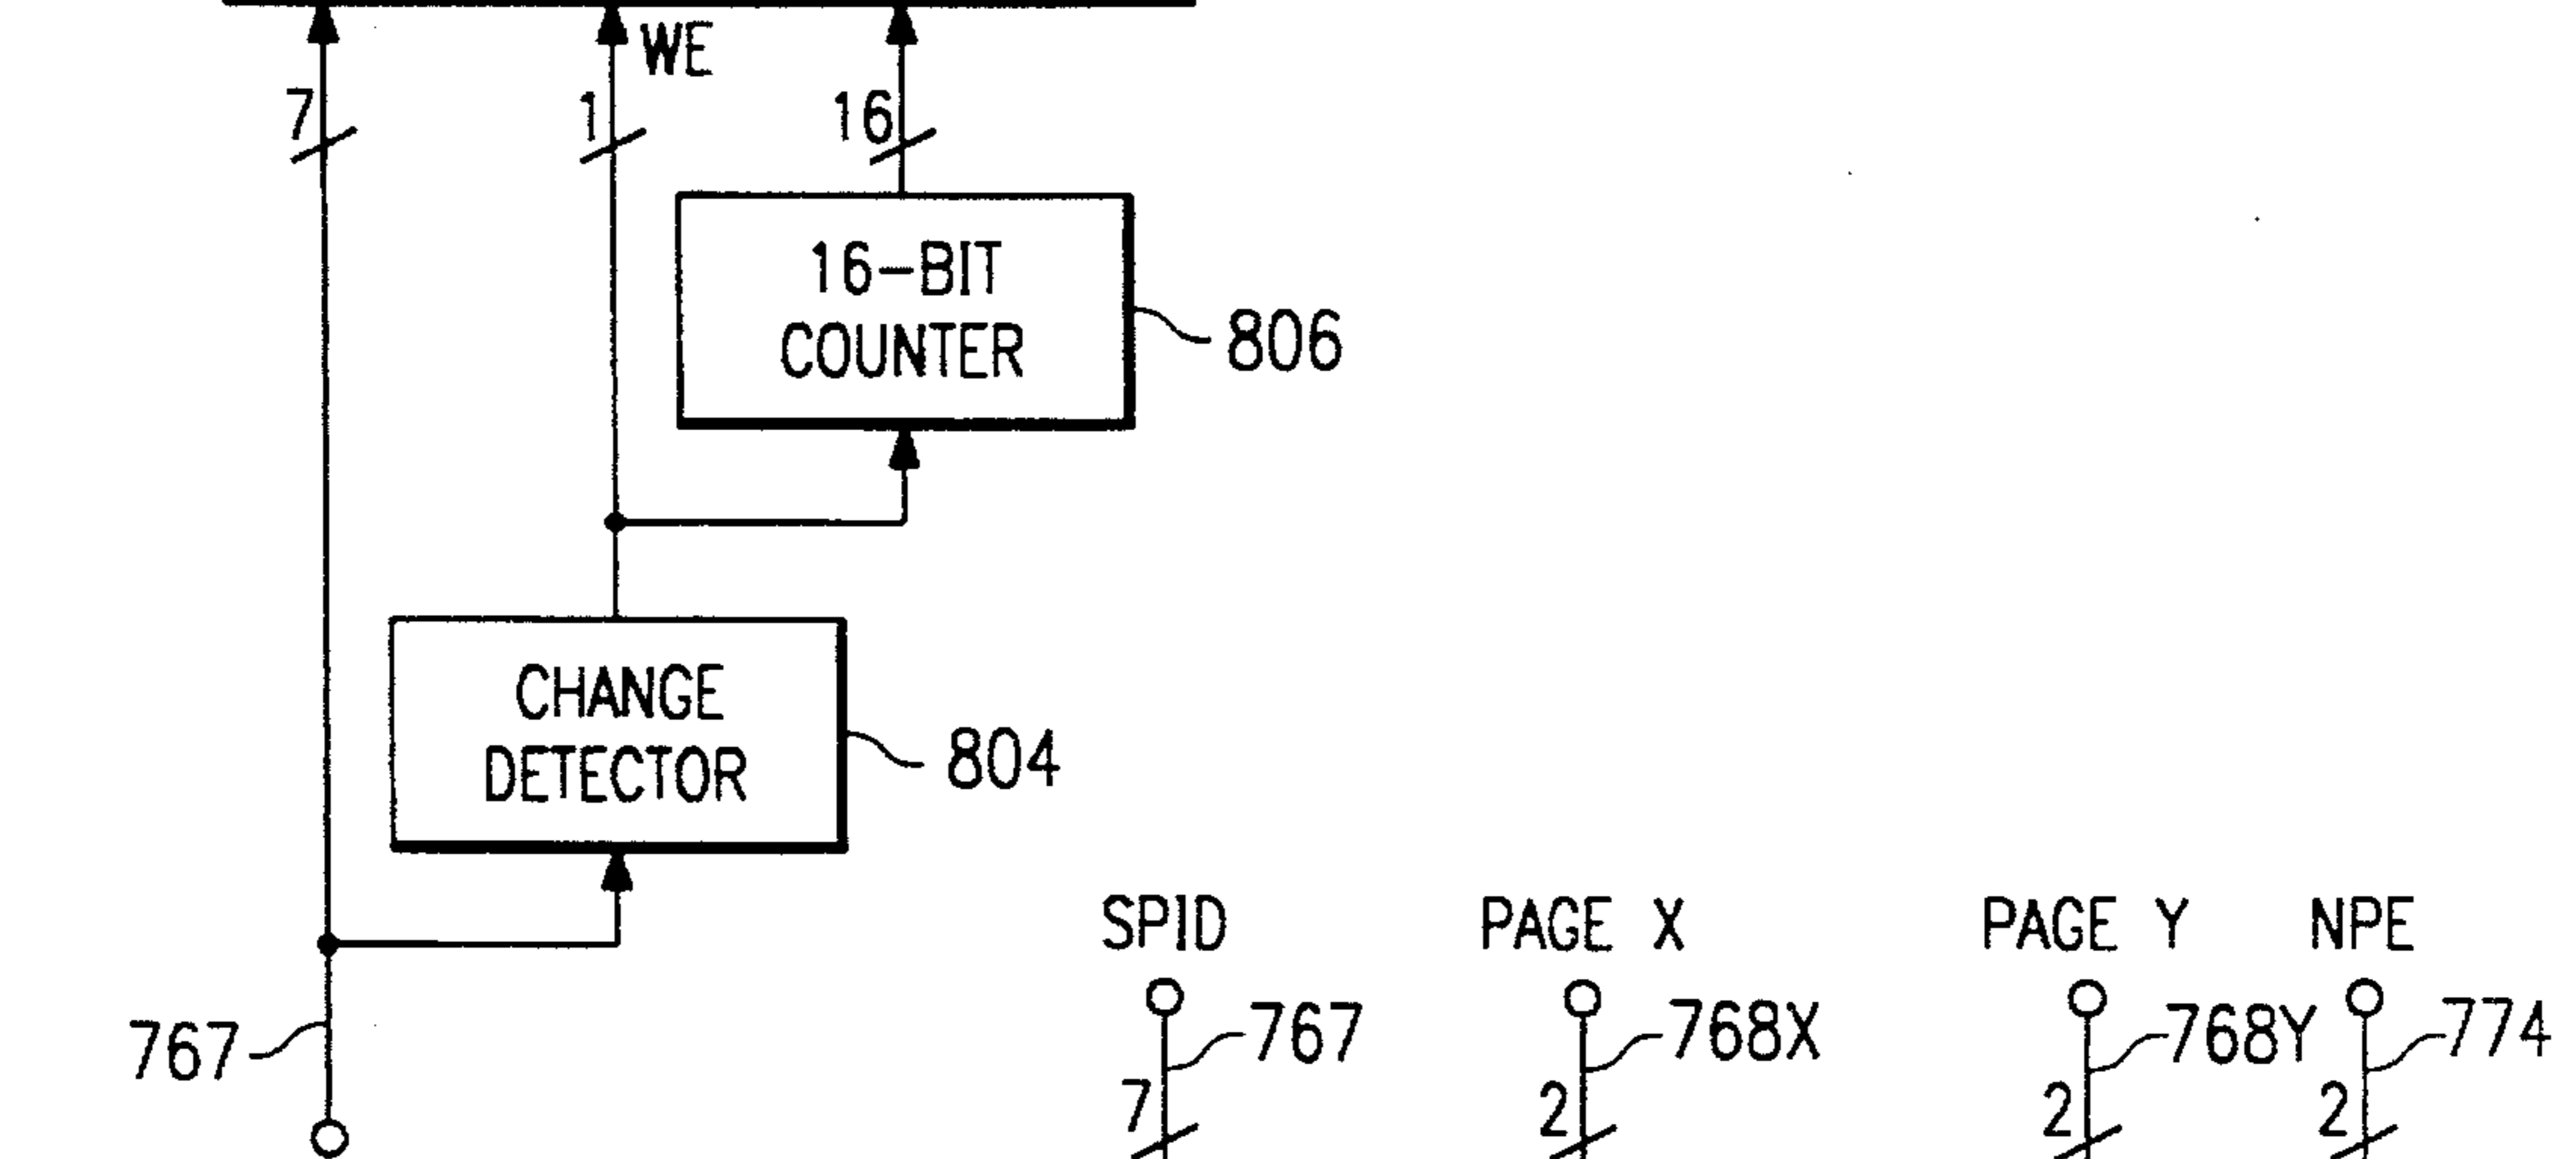 WE
7
1
16
16-BIT
COUNTER
806
CHANGE
DETECTOR
804
767
SPID
PAGE X
PAGE Y
NPE
767
768X
768Y
774
7
2
2
2